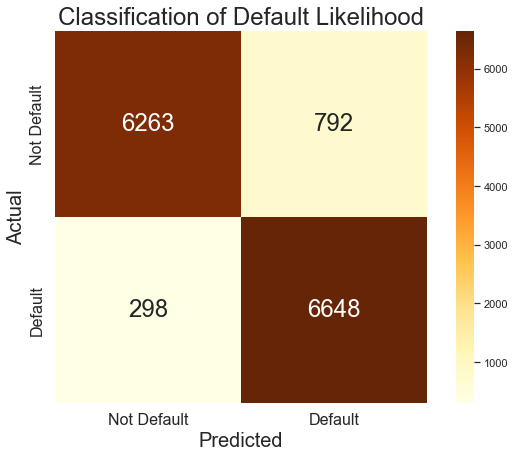 Classification of Default Likelihood
Actual
Not Default
Default
6263
792
298
6648
Not Default
Default
Predicted
6000
5000
4000
3000
2000
1000